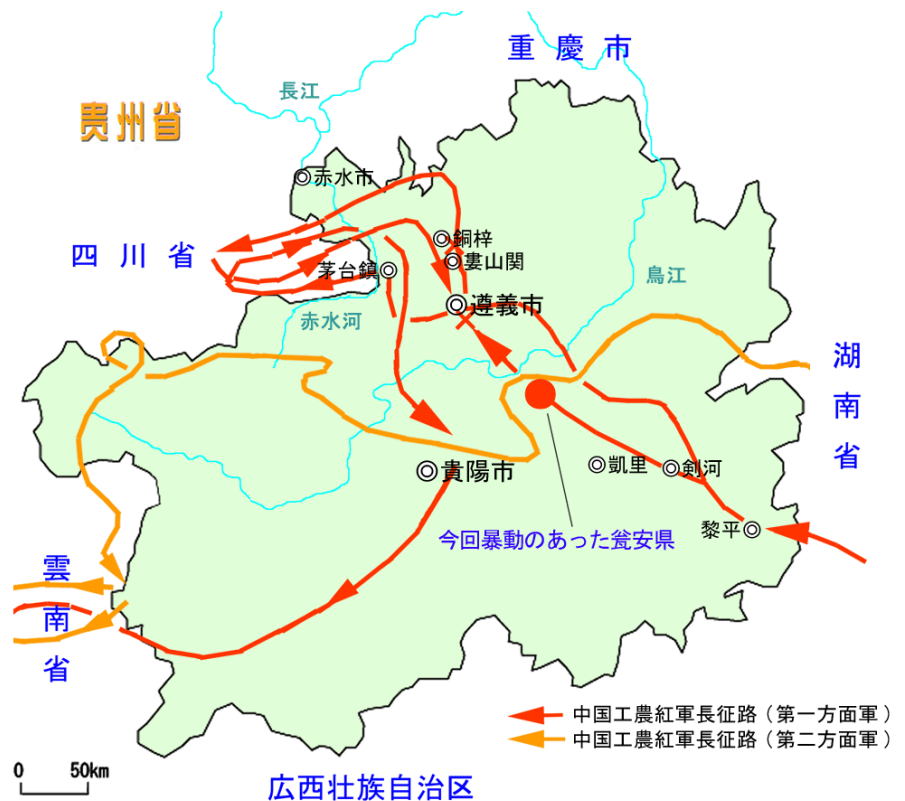 重慶市
長江
貴州省
赤水市
四川省
銅梓
婁山関
茅台鎮
烏江
遵義市
赤水河
湖南省
凱里
剣河
貴陽市
黎平
今回暴動のあった瓮安県
雲南省
中国工農紅軍長征路（第一方面軍）
中国工農紅軍長征路（第二方面軍）
0 50km
広西壮族自治区